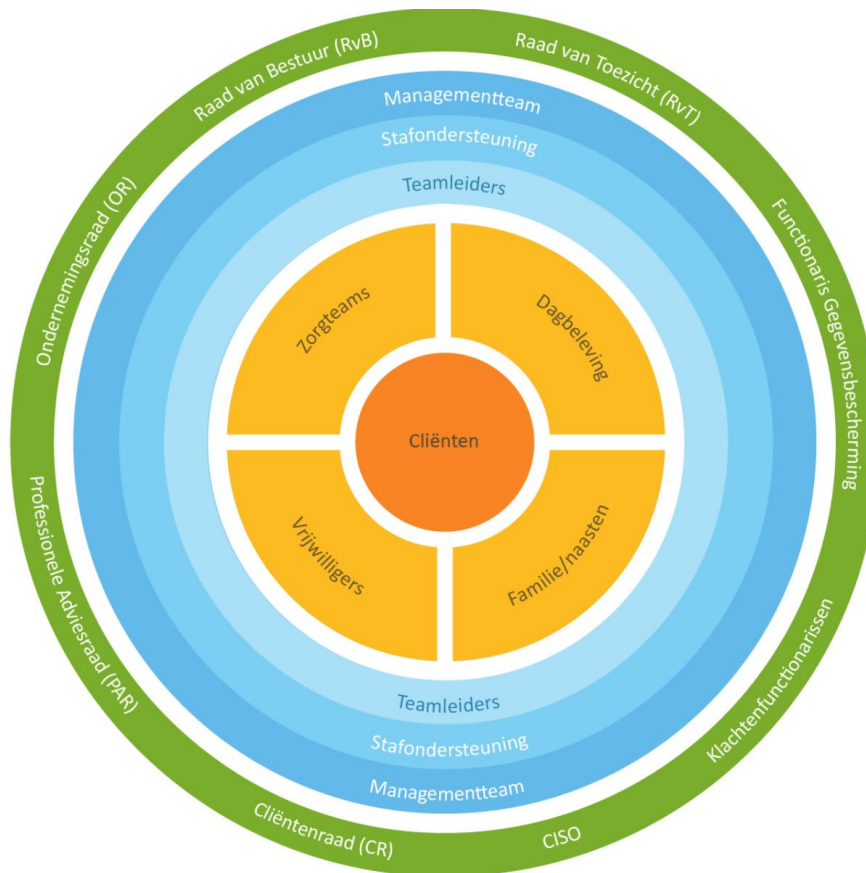 Raad van Bestuur (RvB)
Raad van Toezicht (RvT)
Functionaris Gegevensbescherming
Klachtenfunctionarissen
CISO
Cliëntenraad (CR)
Professionele Adviesraad (PAR)
Ondernemingsraad (OR)
Managementteam
Stafondersteuning
Teamleiders
Zorgteams
Dagbeleving
Cliënten
Vrijwilligers
Familie/naasten
Teamleiders
Stafondersteuning
Managementteam